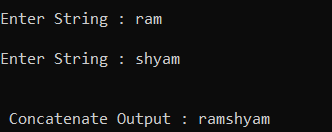 Enter String : ram
Enter String : shyam
Concatenate Output : ramshyam